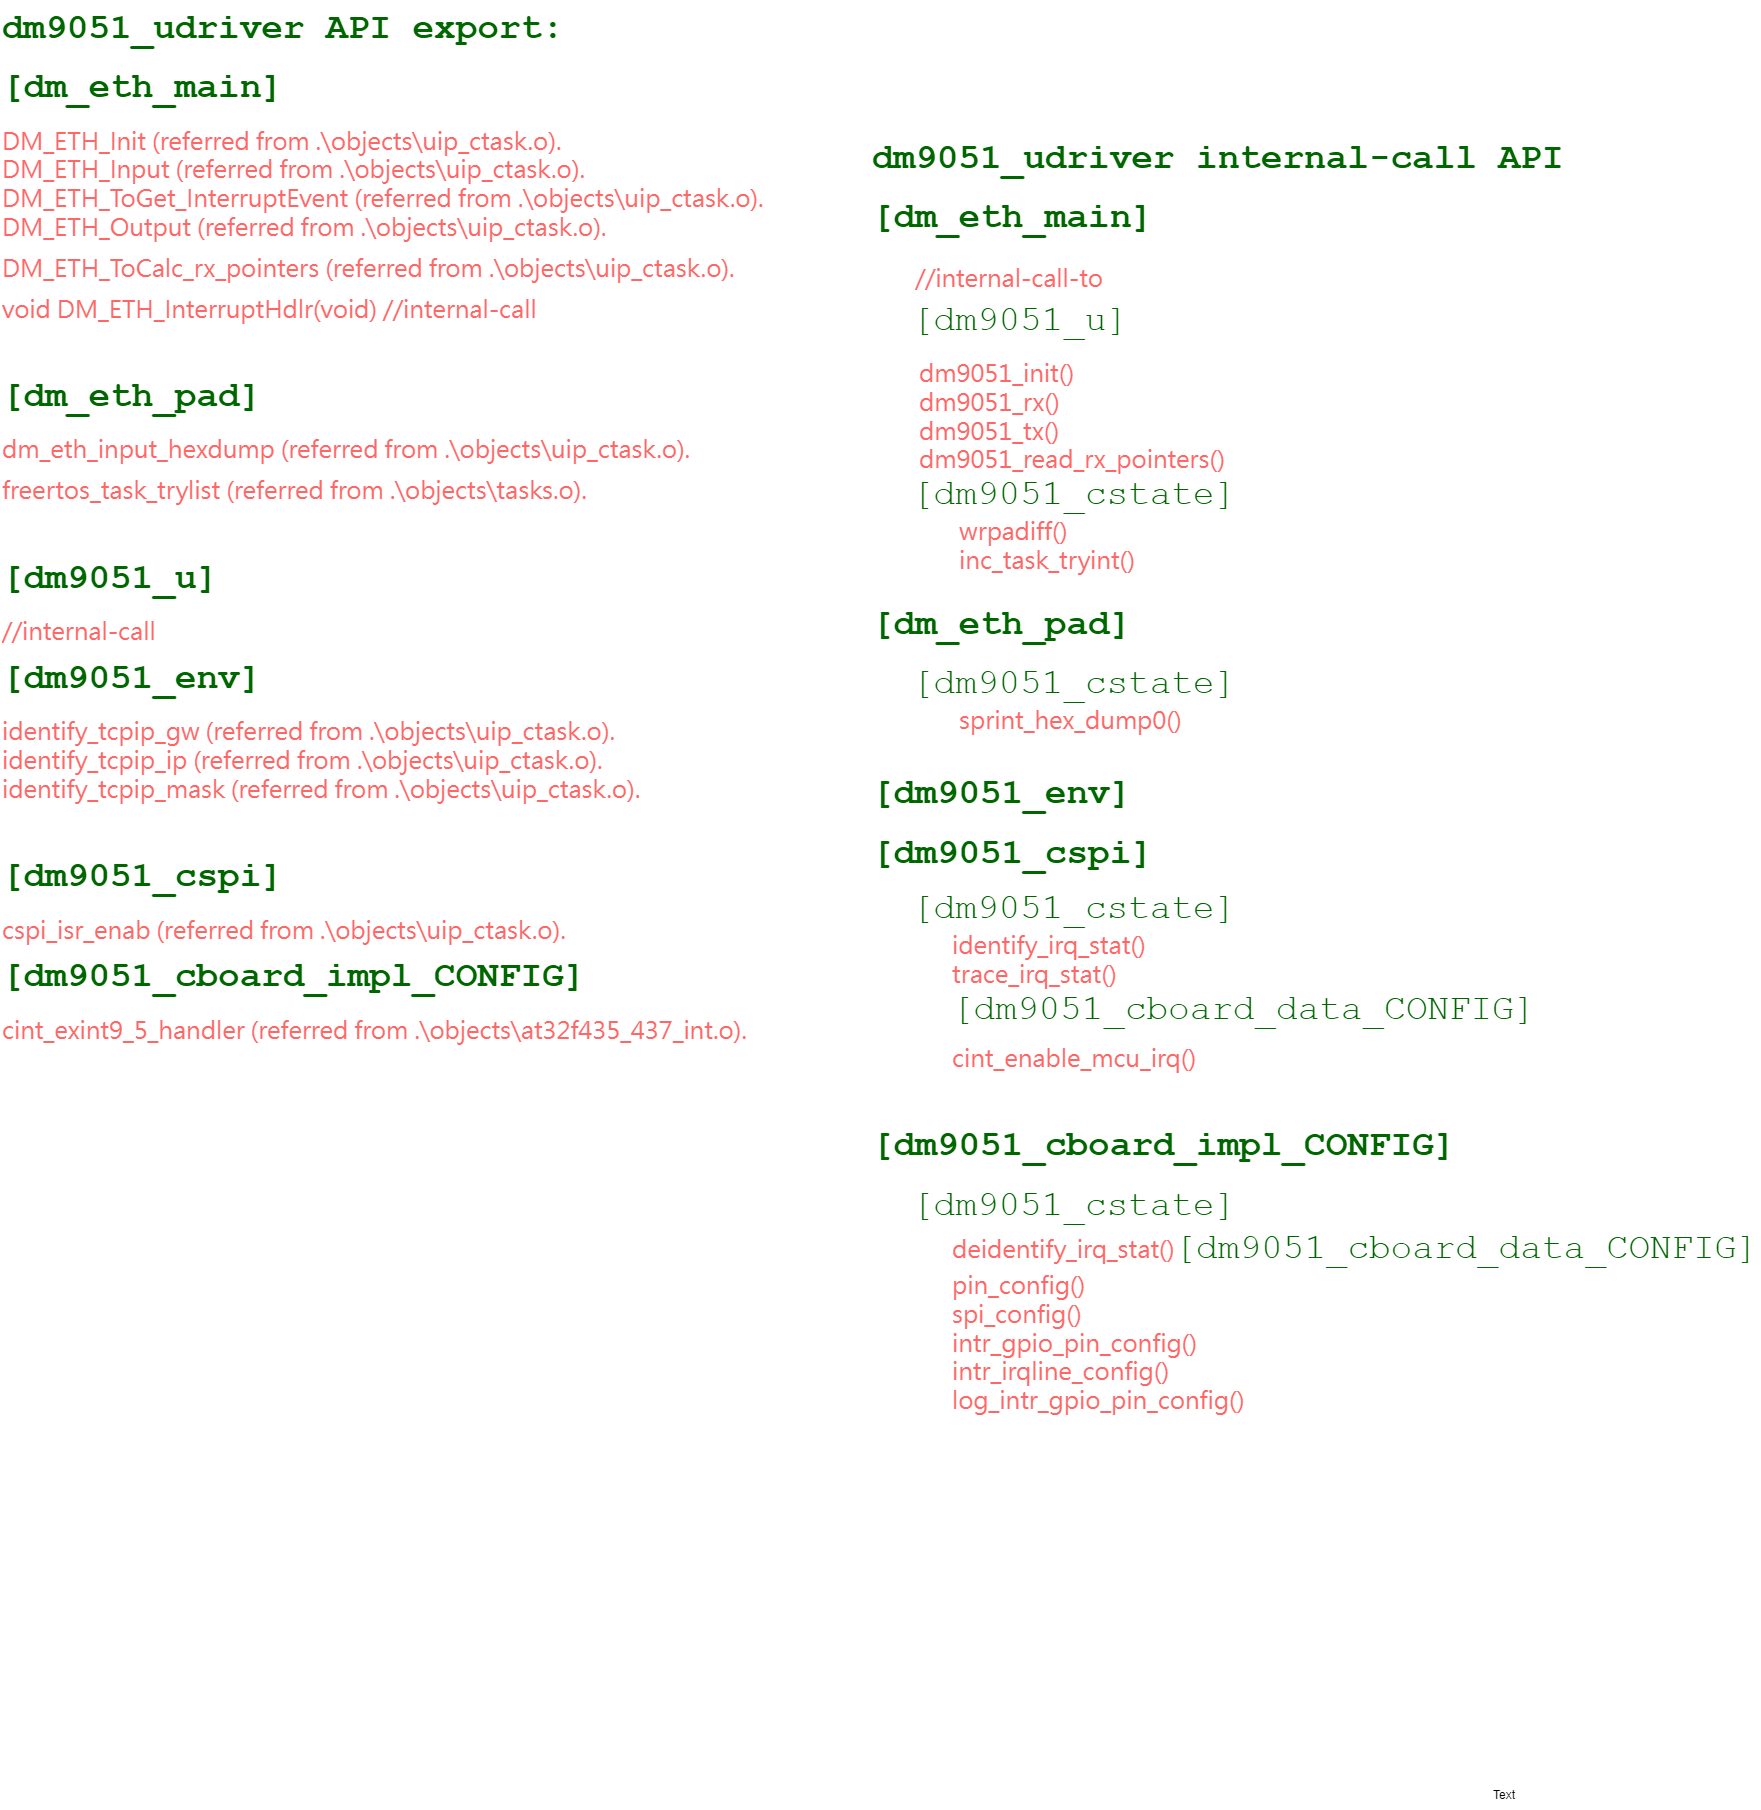 dm9051_udriver API export:
[dm_eth_main]
DM_ETH_Init (referred from .\objects\uip_ctask.o).
DM_ETH_Input (referred from .\objects\uip_ctask.o).
DM_ETH_ToGet_InterruptEvent (referred from .\objects\uip_ctask.o).
DM_ETH_Output (referred from .\objects\uip_ctask.o).
DM_ETH_ToCalc_rx_pointers (referred from .\objects\uip_ctask.o).
void DM_ETH_InterruptHdlr(void) //internal-call
[dm_eth_pad]
dm_eth_input_hexdump (referred from .\objects\uip_ctask.o).
freertos_task_trylist (referred from .\objects\tasks.o).
[dm9051_u]
//internal-call
[dm9051_env]
identify_tcpip_gw (referred from .\objects\uip_ctask.o).
identify_tcpip_ip (referred from .\objects\uip_ctask.o).
identify_tcpip_mask (referred from .\objects\uip_ctask.o).
[dm9051_cspi]
cspi_isr_enab (referred from .\objects\uip_ctask.o).
[dm9051_cboard_impl_CONFIG]
cint_exint9_5_handler (referred from .\objects\at32f435_437_int.o).
dm9051_udriver internal-call API
[dm_eth_main]
//internal-call-to
[dm9051_u]
dm9051_init()
dm9051_rx()
dm9051_tx()
dm9051_read_rx_pointers()
[dm9051_cstate]
wrpadiff()
inc_task_tryint()
[dm_eth_pad]
[dm9051_cstate]
sprint_hex_dump0()
[dm9051_env]
[dm9051_cspi]
[dm9051_cstate]
identify_irq_stat()
trace_irq_stat()
[dm9051_cboard_data_CONFIG]
cint_enable_mcu_irq()
[dm9051_cboard_impl_CONFIG]
[dm9051_cstate]
deidentify_irq_stat() [dm9051_cboard_data_CONFIG]
pin_config()
spi_config()
intr_gpio_pin_config()
intr_irqline_config()
log_intr_gpio_pin_config()
Text